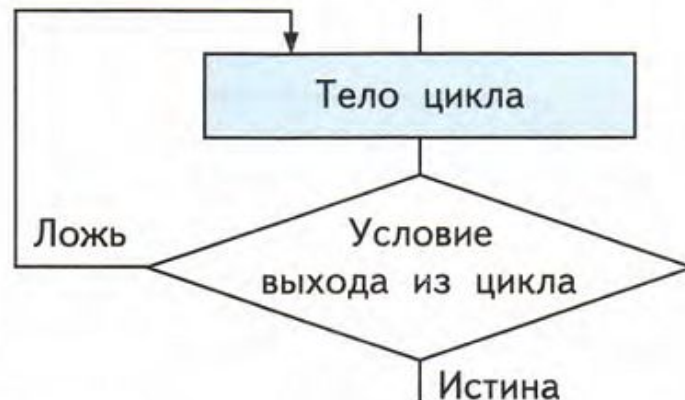 Тело цикла
Ложь
Условие
выхода из цикла
Истина